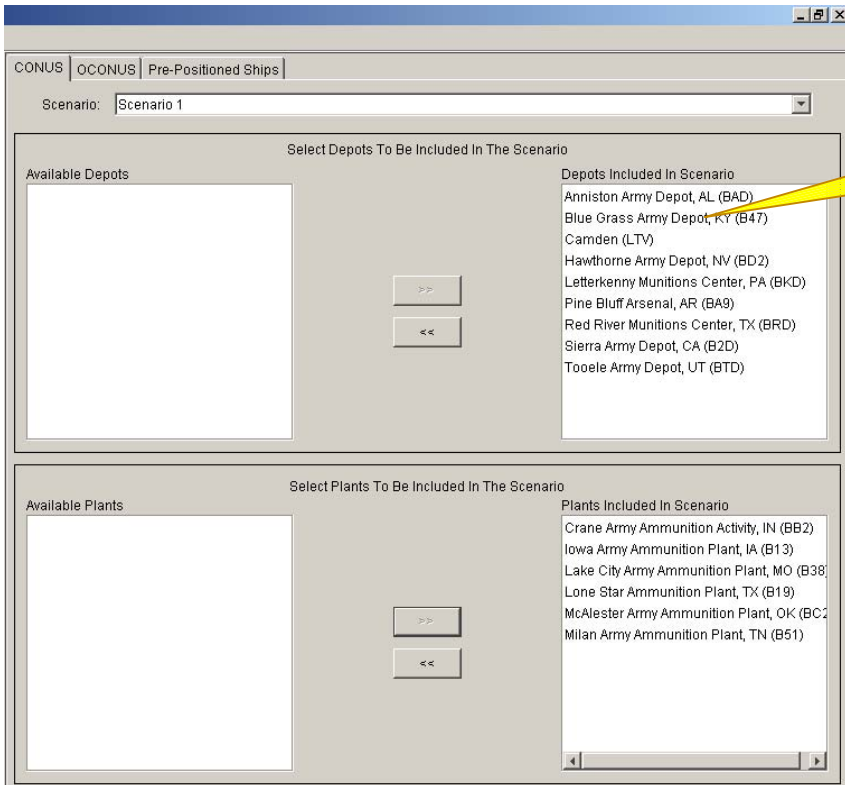 CONUS OCONUS Pre-Positioned Ships
Scenario: Scenario 1
Select Depots To Be Included In The Scenario
Available Depots
Depots Included In Scenario
Anniston Army Depot, AL (BAD)
Blue Grass Army Depot, KY (B47)
Camden (LTV)
Hawthorne Army Depot, NV (BD2)
Letterkenny Munitions Center, PA (BKD)
Pine Bluff Arsenal, AR (BA9)
Red River Munitions Center, TX (BRD)
Sierra Army Depot, CA (B2D)
Tooele Army Depot, UT (BTD)
>>
<<
Select Plants To Be Included In The Scenario
Available Plants
Plants Included In Scenario
Crane Army Ammunition Activity, IN (BB2)
Iowa Army Ammunition Plant, IA (B13)
Lake City Army Ammunition Plant, MO (B38)
Lone Star Ammunition Plant, TX (B19)
McAlester Army Ammunition Plant, OK (BC2
Milan Army Ammunition Plant, TN (B51)
>>
<<